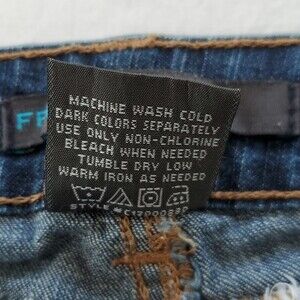 MACHINE WASH COLD
DARK COLORS SEPARATELY
USE ONLY NON-CHLORINE
BLEACH WHEN NEEDED
TUMBLE DRY LOW
WARM IRON AS NEEDED